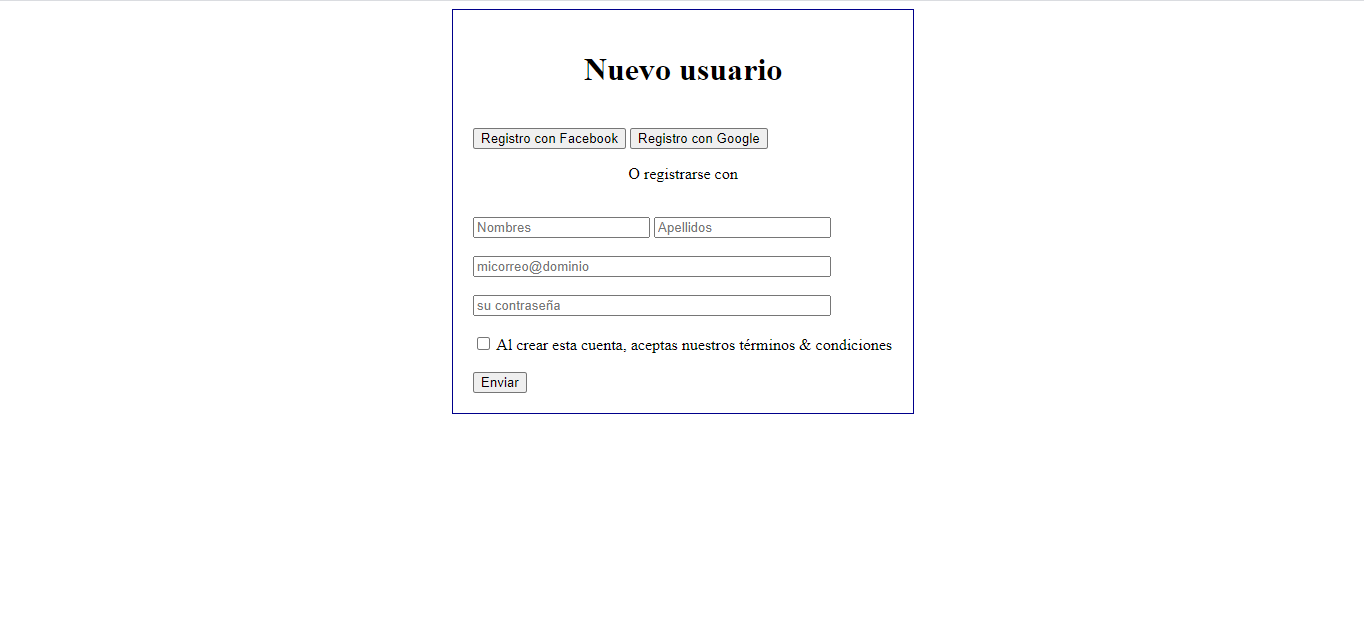 Nuevo usuario
Registro con Facebook Registro con Google
O registrarse con
Nombres Apellidos
micorreo@dominio
su contraseña
Al crear esta cuenta, aceptas nuestros términos & condiciones
Enviar